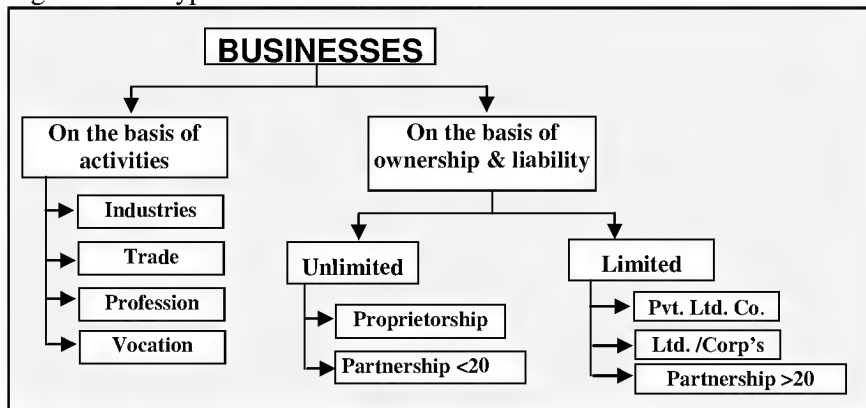 BUSINESSES
On the basis of
activities
Industries
Trade
Profession
Vocation
On the basis of
ownership & liability
Unlimited
Proprietorship
Partnership <20
Limited
Pvt. Ltd. Co.
Ltd. /Corp's
Partnership >20